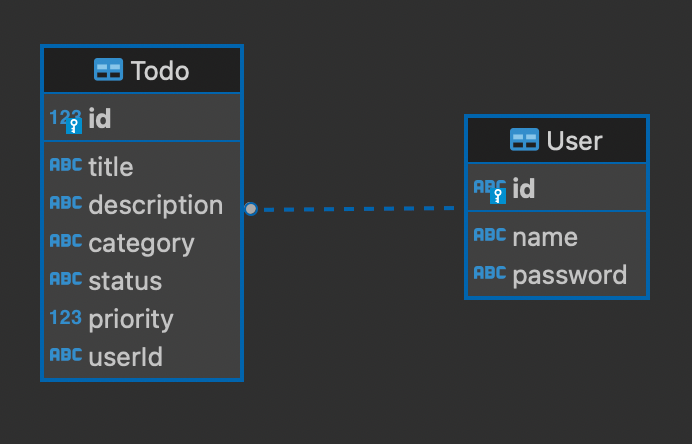 Todo
123 id
ABC title
ABC description
ABC category
ABC status
123 priority
ABC userId
User
ABC id
ABC name
ABC password